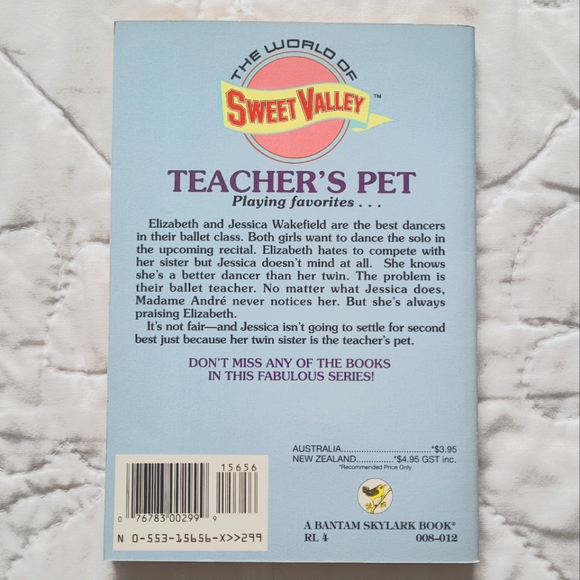 THE WORLD OF
SWEET VALLEY™
TEACHER'S PET
Playing favorites . . .
Elizabeth and Jessica Wakefield are the best dancers
in their ballet class. Both girls want to dance the solo in
the upcoming recital. Elizabeth hates to compete with
her sister but Jessica doesn't mind at all. She knows
she's a better dancer than her twin. The problem is
their ballet teacher. No matter what Jessica does,
Madame André never notices her. But she's always
praising Elizabeth.
It's not fair—and Jessica isn't going to settle for second
best just because her twin sister is the teacher's pet.
DON'T MISS ANY OF THE BOOKS
IN THIS FABULOUS SERIES!
AUSTRALIA..............................*$3.95
NEW ZEALAND..............*$4.95 GST inc.
*Recommended Price Only
15656
0 76783 00299 9
N 0-553-15656-X>>299
A BANTAM SKYLARK BOOK®
RL 4 008-012